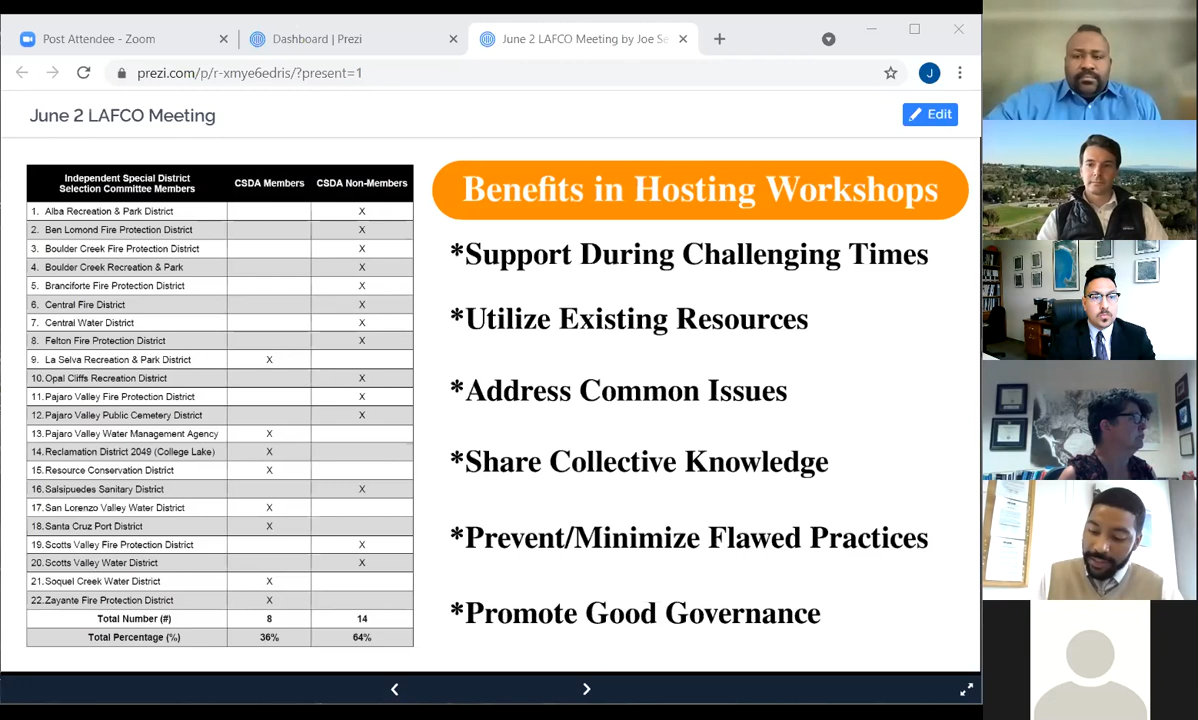 Post Attendee - Zoom
Dashboard | Prezi
June 2 LAFCO Meeting by Joe Se
prezi.com/p/r-xmye6edris/?present=1
J
June 2 LAFCO Meeting
Edit
Independent Special District
Selection Committee Members
CSDA Members
CSDA Non-Members
1. Alba Recreation & Park District X
2. Ben Lomond Fire Protection District X
3. Boulder Creek Fire Protection District X
4. Boulder Creek Recreation & Park X
5. Branciforte Fire Protection District X
6. Central Fire District X
7. Central Water District X
8. Felton Fire Protection District X
9. La Selva Recreation & Park District X
10. Opal Cliffs Recreation District X
11. Pajaro Valley Fire Protection District X
12. Pajaro Valley Public Cemetery District X
13. Pajaro Valley Water Management Agency X
14. Reclamation District 2049 (College Lake) X
15. Resource Conservation District X
16. Salsipuedes Sanitary District X
17. San Lorenzo Valley Water District X
18. Santa Cruz Port District X
19. Scotts Valley Fire Protection District X
20. Scotts Valley Water District X
21. Soquel Creek Water District X
22. Zayante Fire Protection District X
Total Number (#) 8 14
Total Percentage (%) 36% 64%
Benefits in Hosting Workshops
*Support During Challenging Times
*Utilize Existing Resources
*Address Common Issues
*Share Collective Knowledge
*Prevent/Minimize Flawed Practices
*Promote Good Governance